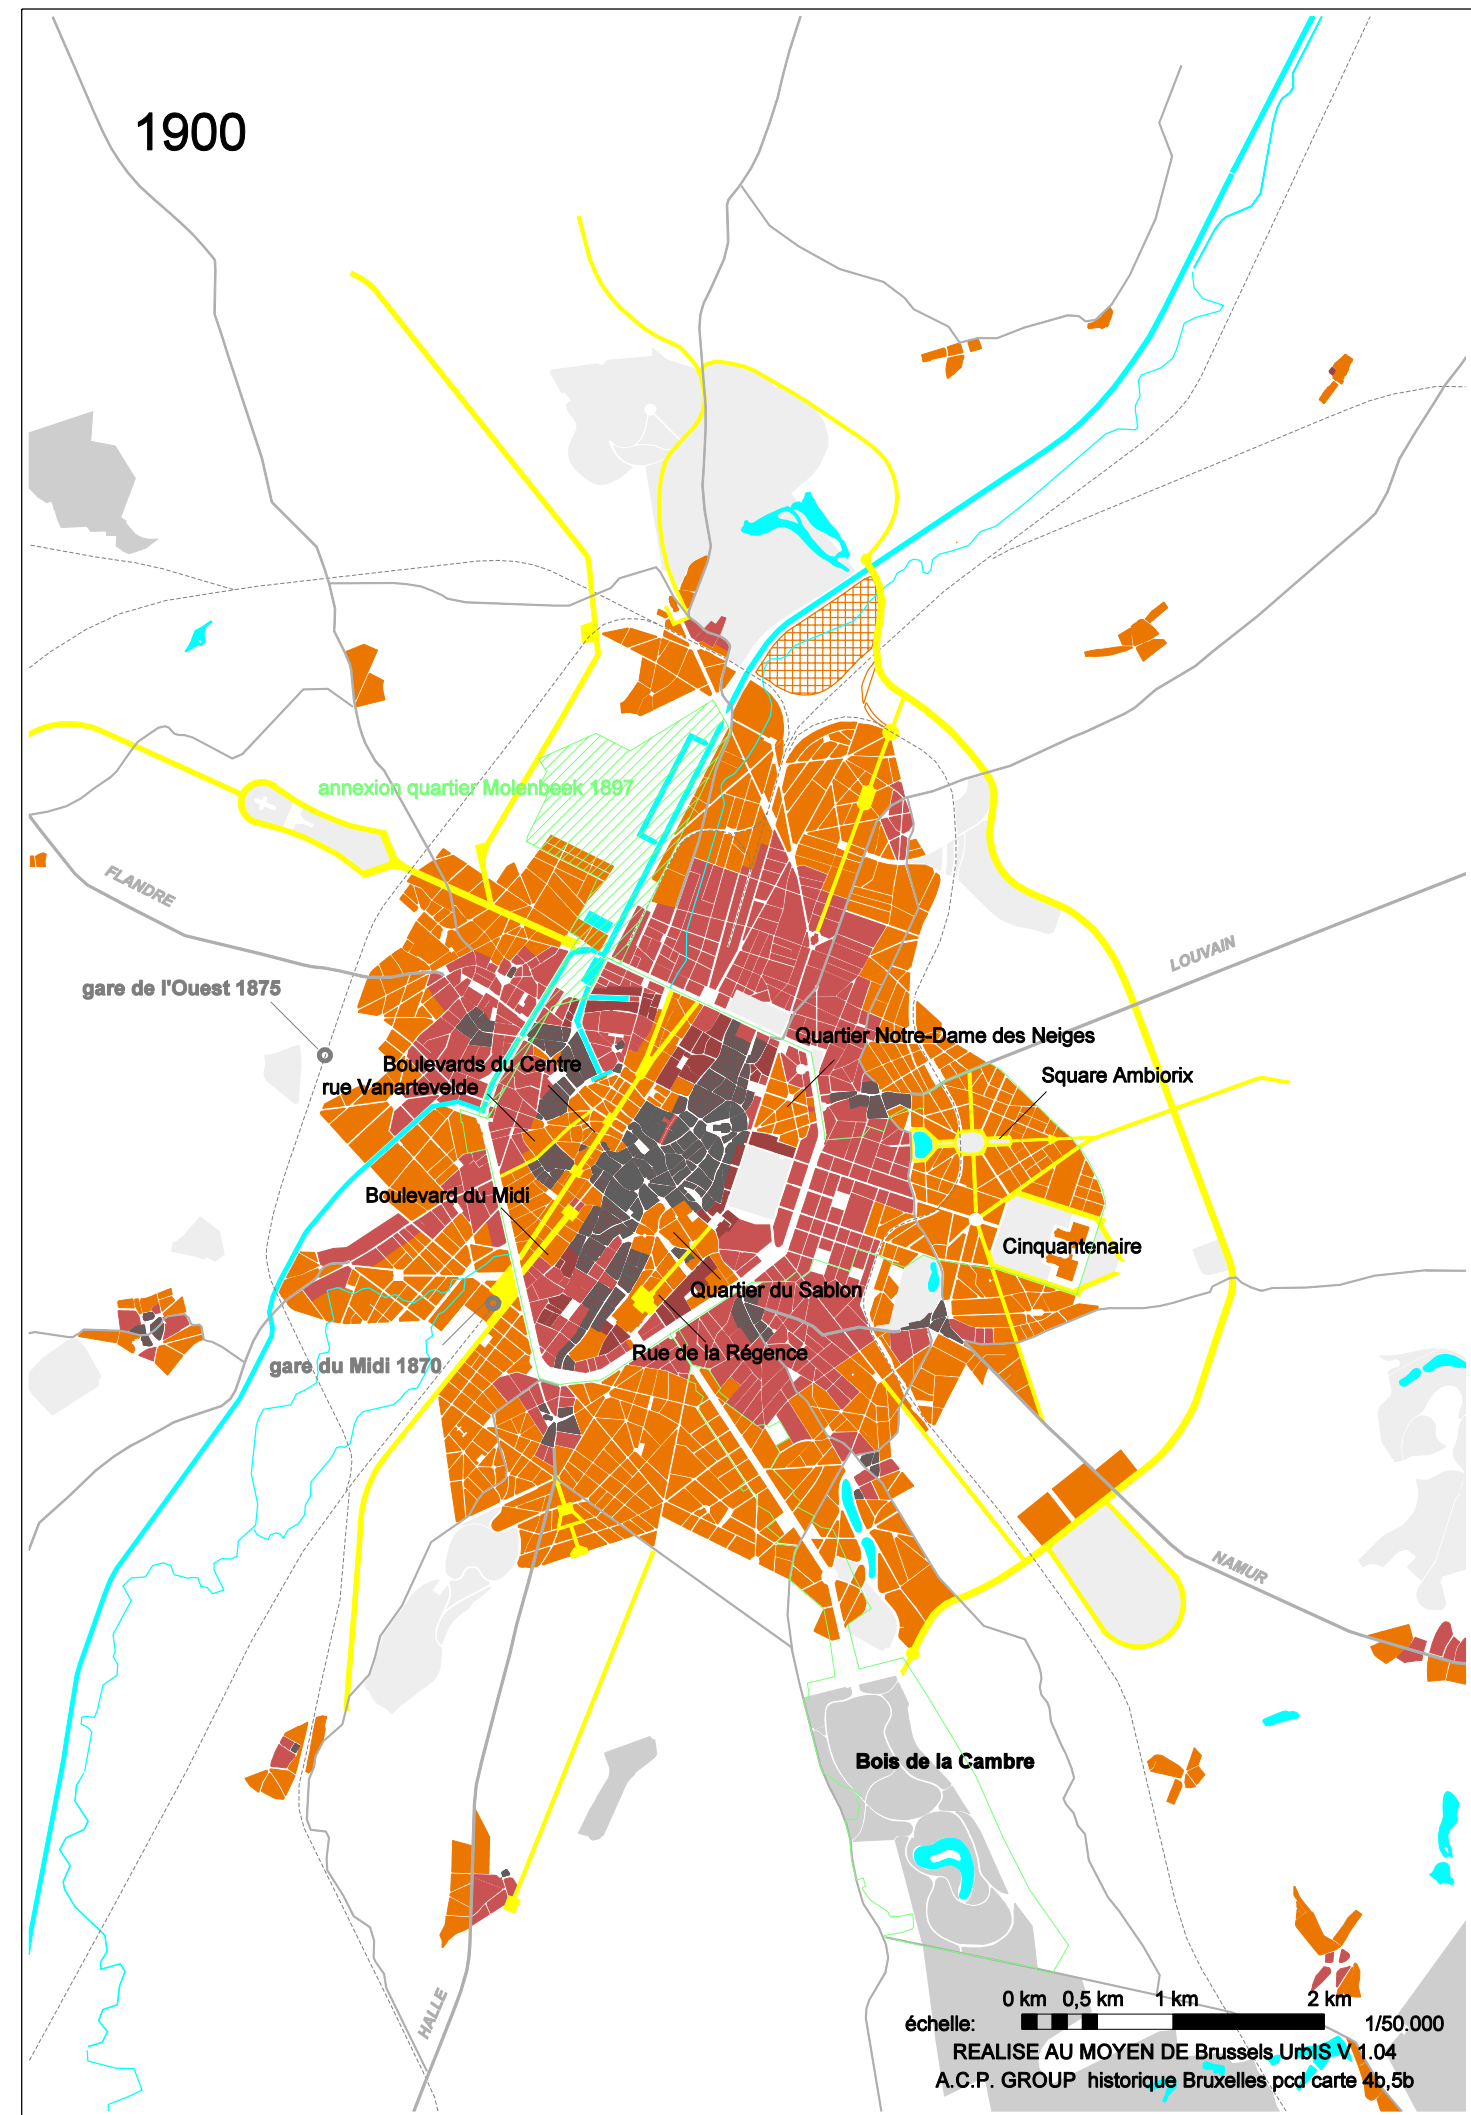 1900
annexion quartier Molenbeek 1897
FLANDRE
LOUVAIN
gare de l'Ouest 1875
Quartier Notre-Dame des Neiges
Boulevards du Centre
rue Vanartevelde
Square Ambiorix
Boulevard du Midi
Cinquantenaire
Quartier du Sablon
Rue de la Régence
gare du Midi 1870
NAMUR
Bois de la Cambre
HALLE
0 km 0,5 km 1 km 2 km
échelle: 1/50.000
REALISE AU MOYEN DE Brussels UrbIS V 1.04
A.C.P. GROUP historique Bruxelles pcd carte 4b,5b